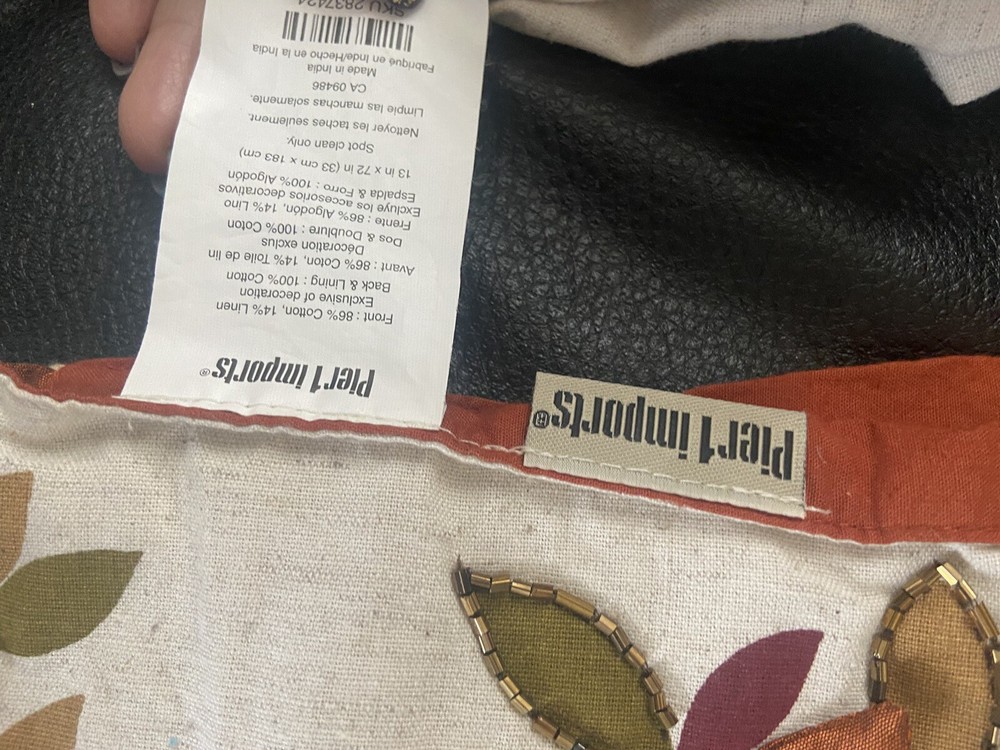 Pier 1 imports®
Front : 86% Cotton, 14% Linen
Exclusive of decoration
Back & Lining : 100% Cotton
Avant : 86% Coton, 14% Toile de lin
Décoration exclus
Dos & Doublure : 100% Coton
Frente : 86% Algodón, 14% Lino
Excluye los accesorios decorativos
Espalda & Forro : 100% Algodón
13 in x 72 in (33 cm x 183 cm)
Spot clean only.
Nettoyer les taches seulement.
Limpie las manchas solamente.
CA 09486
Made in India
Fabriqué en Inde/Hecho en la India
SKU 2837424
Pier 1 imports®